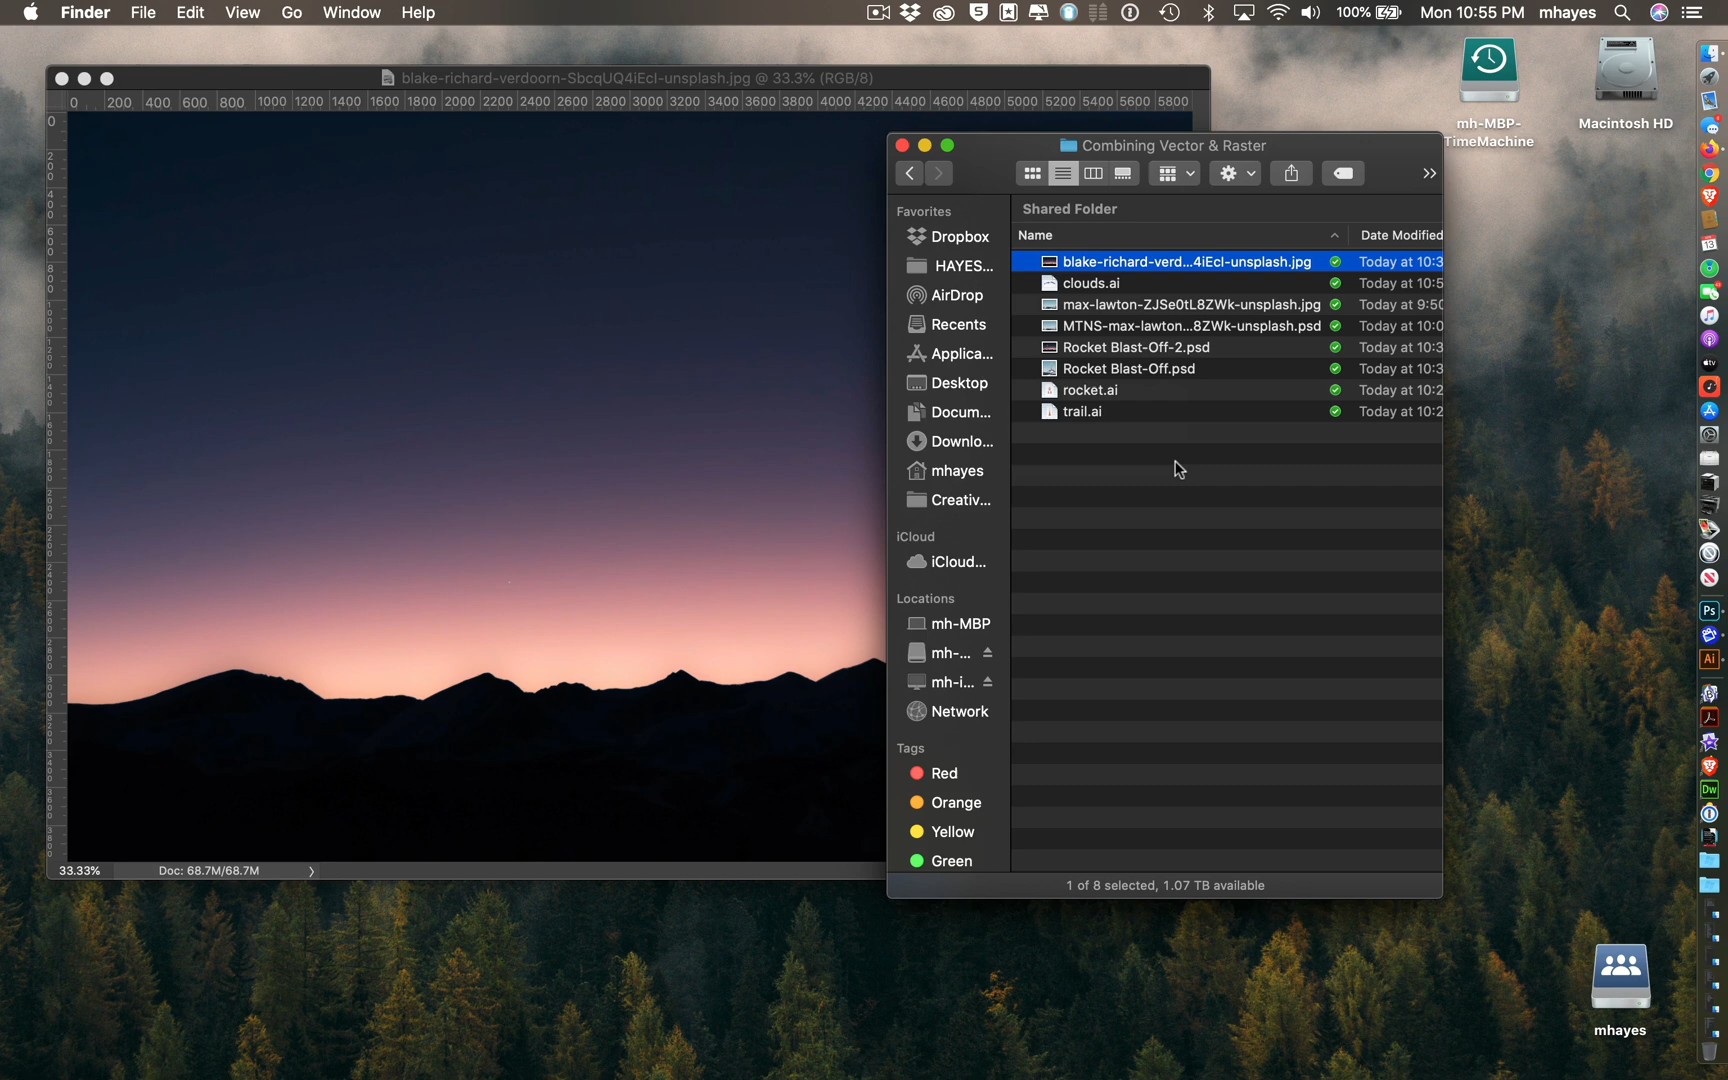 Finder File Edit View Go Window Help
100% Mon 10:55 PM mhayes
blake-richard-verdoorn-SbcqUQ4iEcI-unsplash.jpg @ 33.3% (RGB/8)
0 200 400 600 800 1000 1200 1400 1600 1800 2000 2200 2400 2600 2800 3000 3200 3400 3600 3800 4000 4200 4400 4600 4800 5000 5200 5400 5600 5800
mh-MBP-
TimeMachine
Macintosh HD
Combining Vector & Raster
Favorites
Dropbox
HAYES...
AirDrop
Recents
Applica...
Desktop
Docum...
Downlo...
mhayes
Creativ...
iCloud
iCloud...
Locations
mh-MBP
mh-...
mh-i...
Network
Tags
Red
Orange
Yellow
Green
Shared Folder
Name Date Modified
blake-richard-verd...4iEcI-unsplash.jpg Today at 10:3
clouds.ai Today at 10:5
max-lawton-ZJSe0tL8ZWk-unsplash.jpg Today at 9:50
MTNS-max-lawton...8ZWk-unsplash.psd Today at 10:0
Rocket Blast-Off-2.psd Today at 10:3
Rocket Blast-Off.psd Today at 10:3
rocket.ai Today at 10:2
trail.ai Today at 10:2
1 of 8 selected, 1.07 TB available
33.33% Doc: 68.7M/68.7M
mhayes
Ps
Ai
Dw